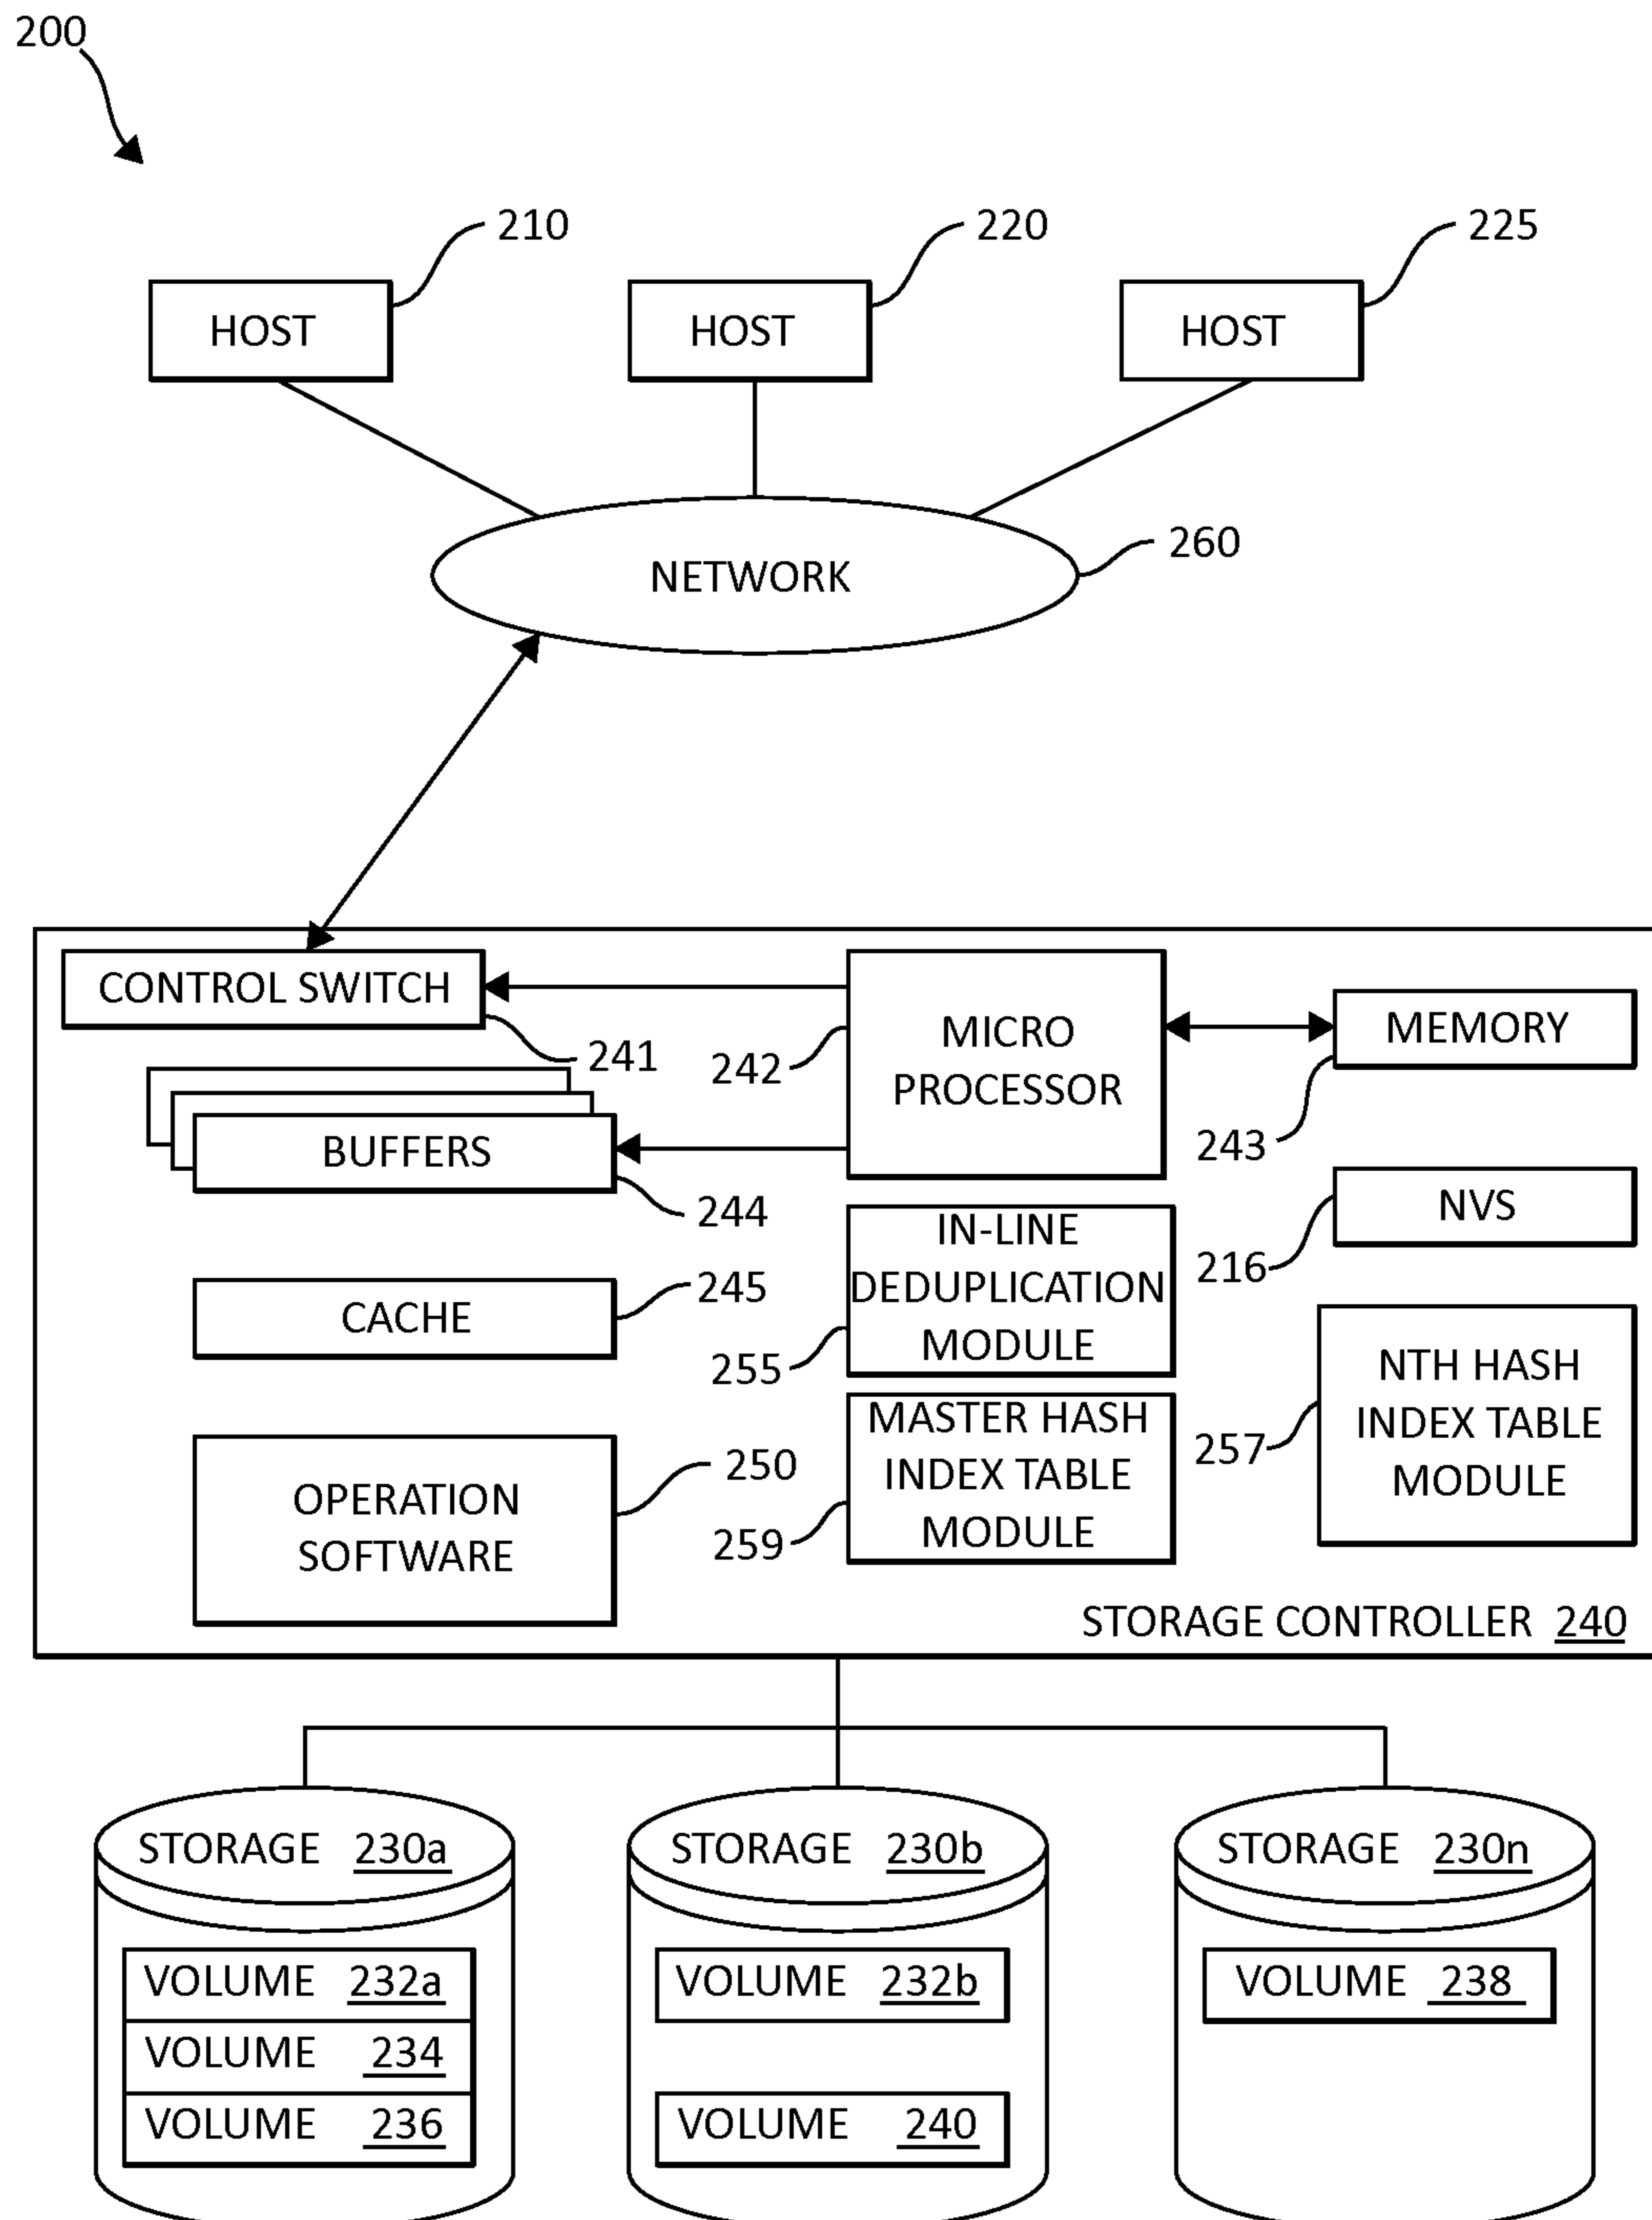 200
210
220
225
HOST
HOST
HOST
260
NETWORK
CONTROL SWITCH
241
242
MICRO
PROCESSOR
MEMORY
243
BUFFERS
244
NVS
216
IN-LINE
DEDUPLICATION
MODULE
255
CACHE
245
NTH HASH
INDEX TABLE
MODULE
257
MASTER HASH
INDEX TABLE
MODULE
259
OPERATION
SOFTWARE
250
STORAGE CONTROLLER 240
STORAGE 230a
STORAGE 230b
STORAGE 230n
VOLUME 232a
VOLUME 234
VOLUME 236
VOLUME 232b
VOLUME 240
VOLUME 238